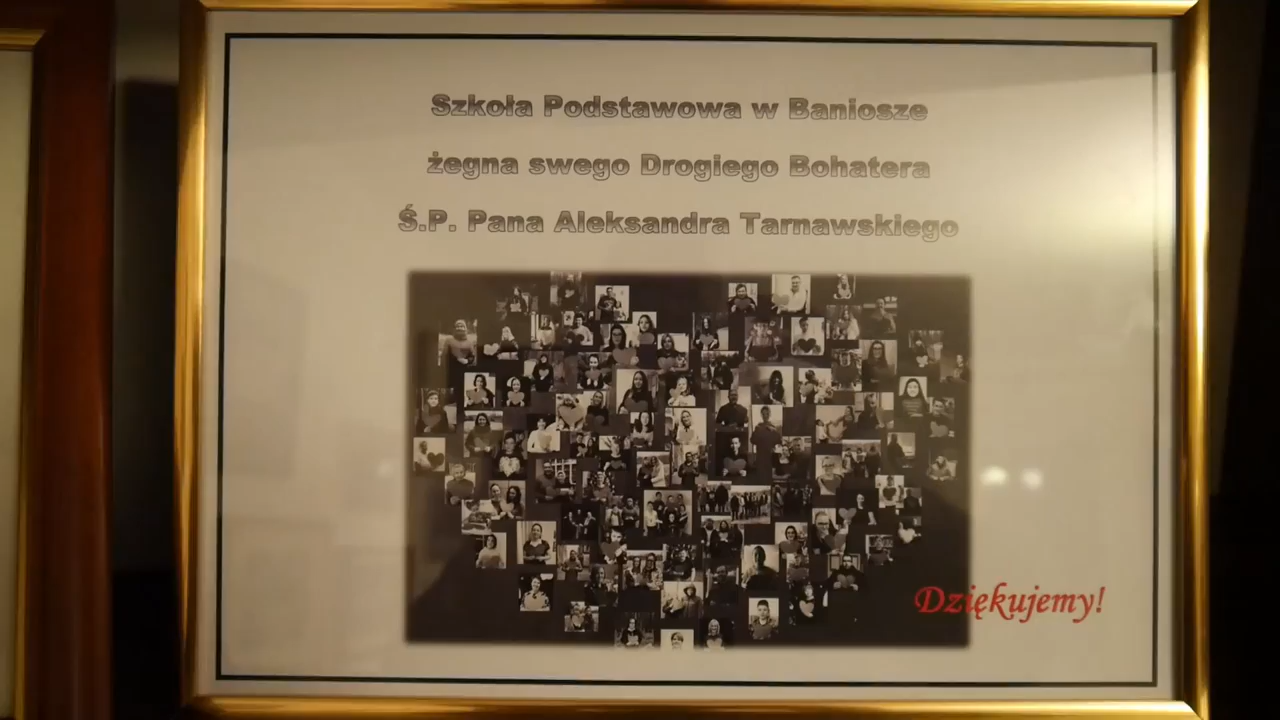 Szkoła Podstawowa w Baniosze
żegna swego Drogiego Bohatera
Ś.P. Pana Aleksandra Tarnawskiego
Dziękujemy!